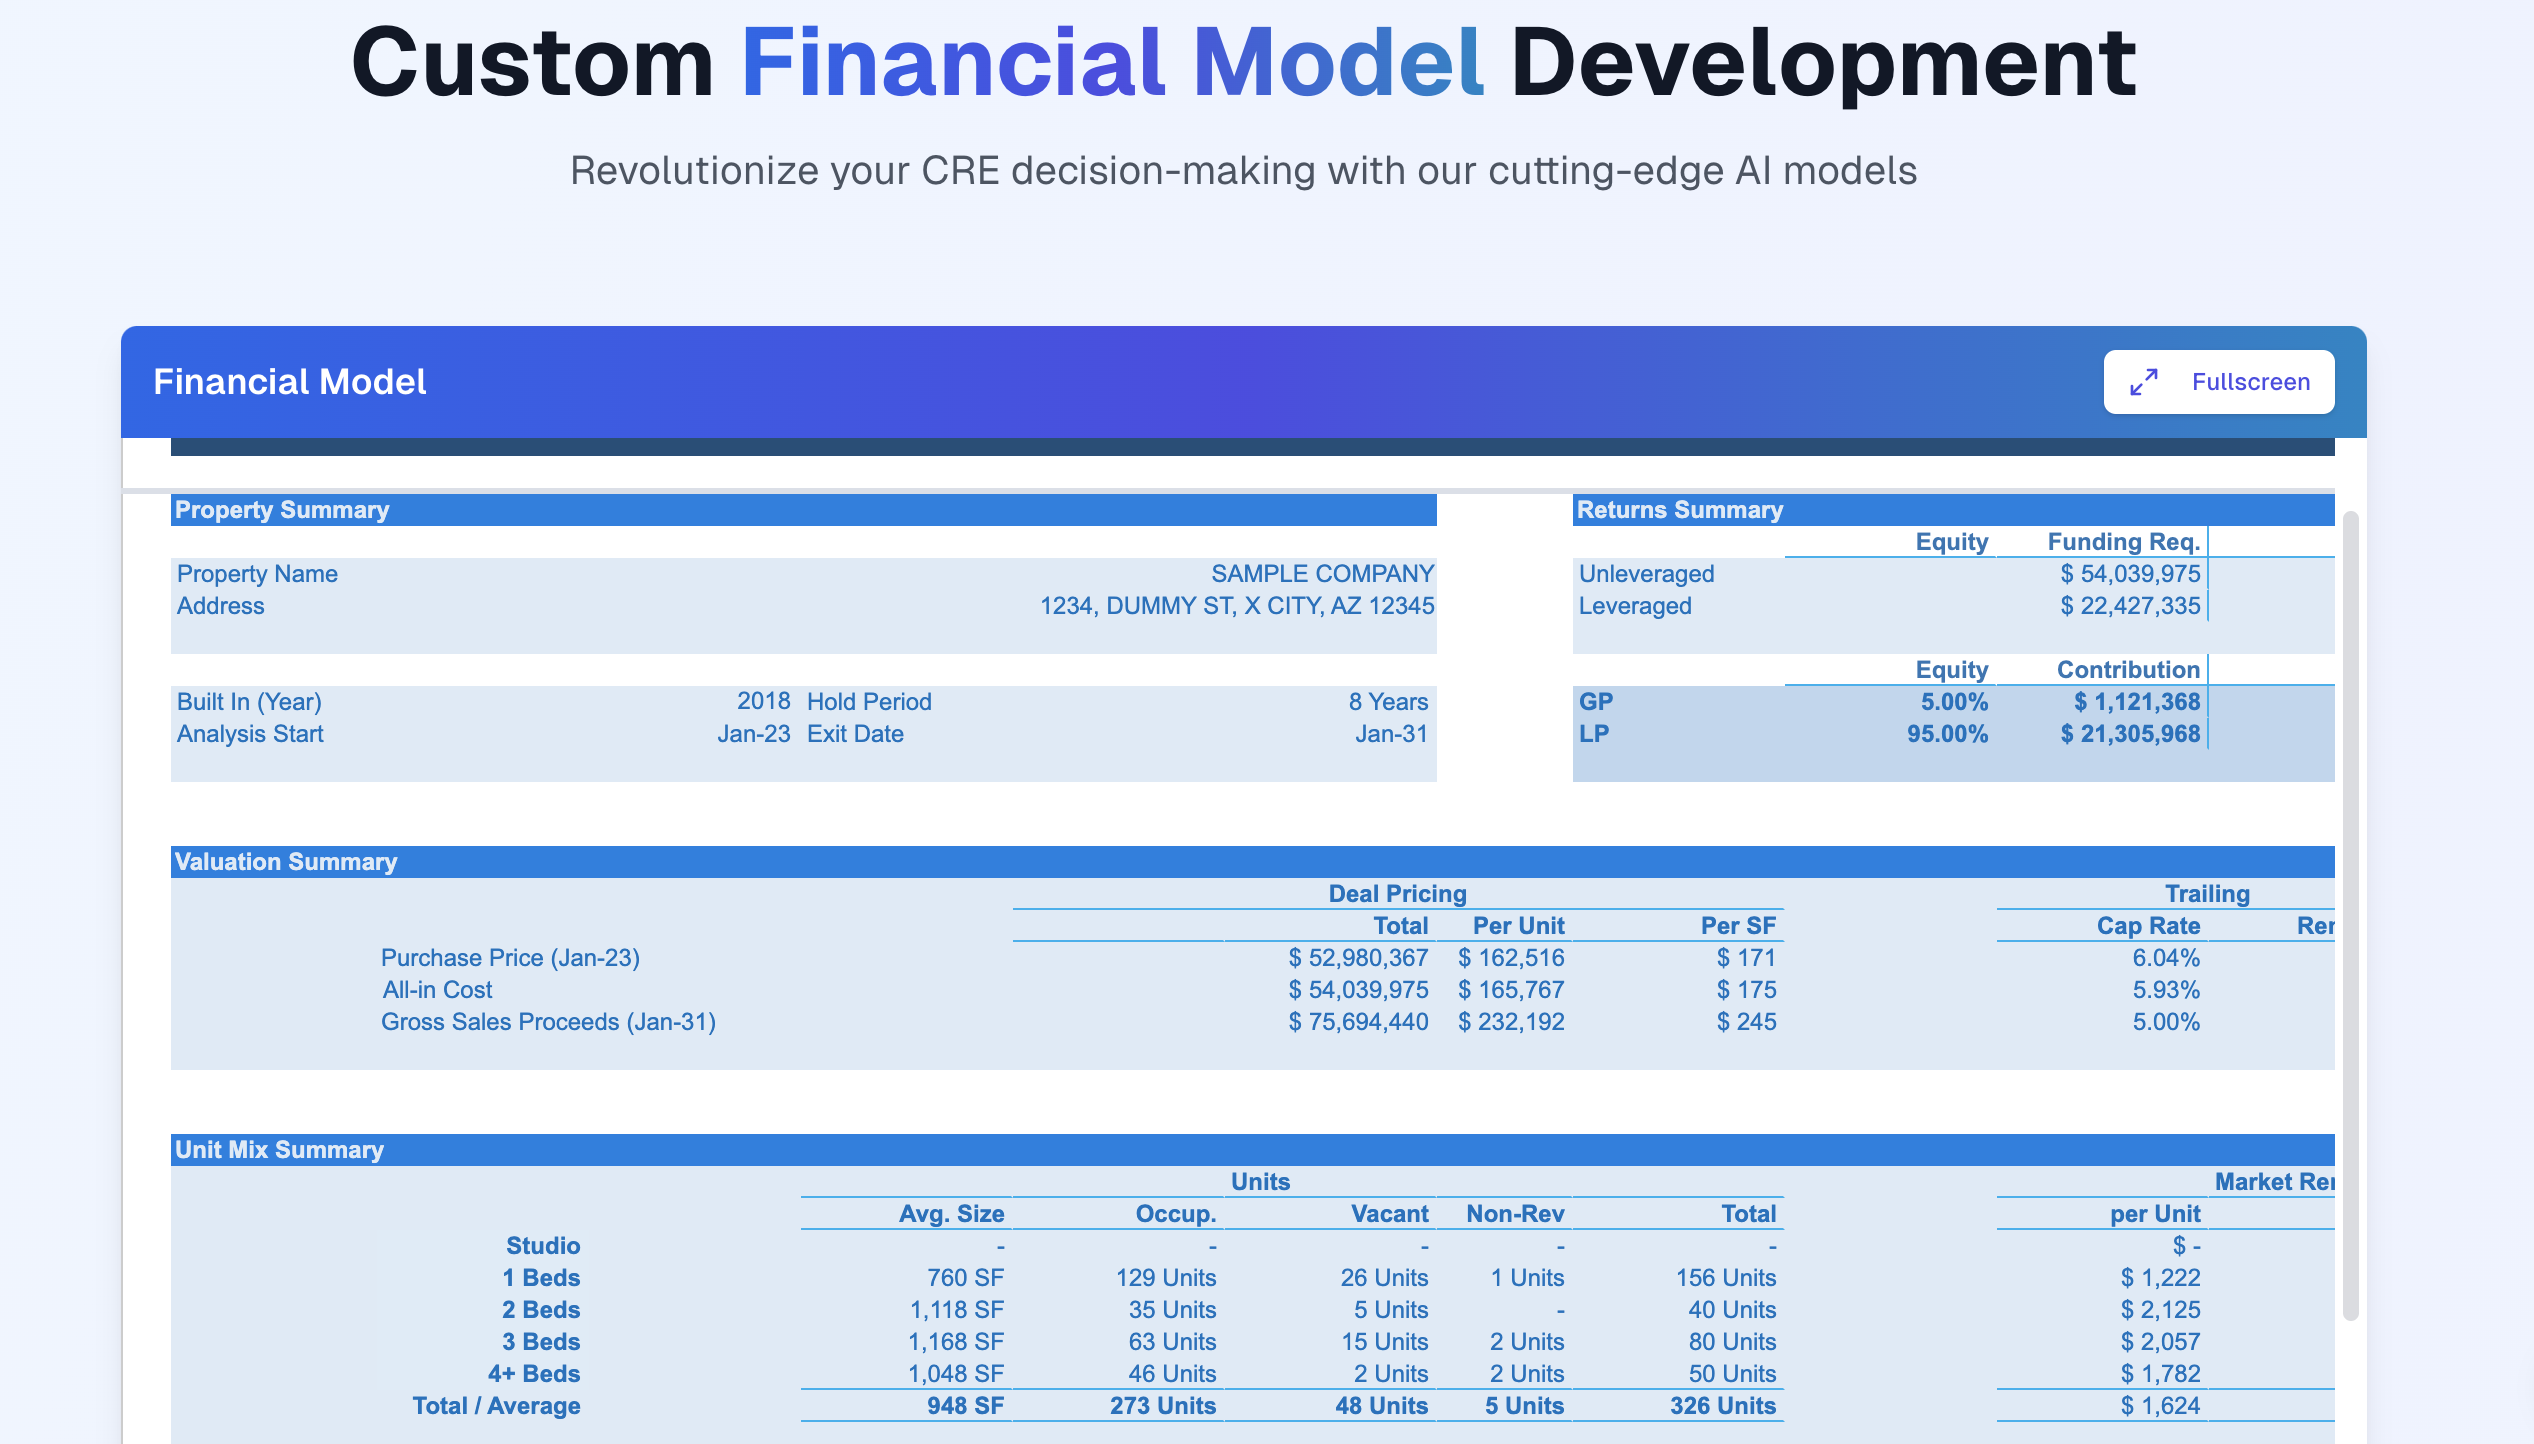 Custom Financial Model Development
Revolutionize your CRE decision-making with our cutting-edge AI models
Financial Model
Fullscreen
Property Summary
Property Name SAMPLE COMPANY
Address 1234, DUMMY ST, X CITY, AZ 12345
Built In (Year) 2018 Hold Period 8 Years
Analysis Start Jan-23 Exit Date Jan-31
Returns Summary
Equity Funding Req.
Unleveraged $ 54,039,975
Leveraged $ 22,427,335
Equity Contribution
GP 5.00% $ 1,121,368
LP 95.00% $ 21,305,968
Valuation Summary
Deal Pricing Trailing
Total Per Unit Per SF Cap Rate
Purchase Price (Jan-23) $ 52,980,367 $ 162,516 $ 171 6.04%
All-in Cost $ 54,039,975 $ 165,767 $ 175 5.93%
Gross Sales Proceeds (Jan-31) $ 75,694,440 $ 232,192 $ 245 5.00%
Unit Mix Summary
Units Market
Avg. Size Occup. Vacant Non-Rev Total per Unit
Studio - - - - - $ -
1 Beds 760 SF 129 Units 26 Units 1 Units 156 Units $ 1,222
2 Beds 1,118 SF 35 Units 5 Units - 40 Units $ 2,125
3 Beds 1,168 SF 63 Units 15 Units 2 Units 80 Units $ 2,057
4+ Beds 1,048 SF 46 Units 2 Units 2 Units 50 Units $ 1,782
Total / Average 948 SF 273 Units 48 Units 5 Units 326 Units $ 1,624